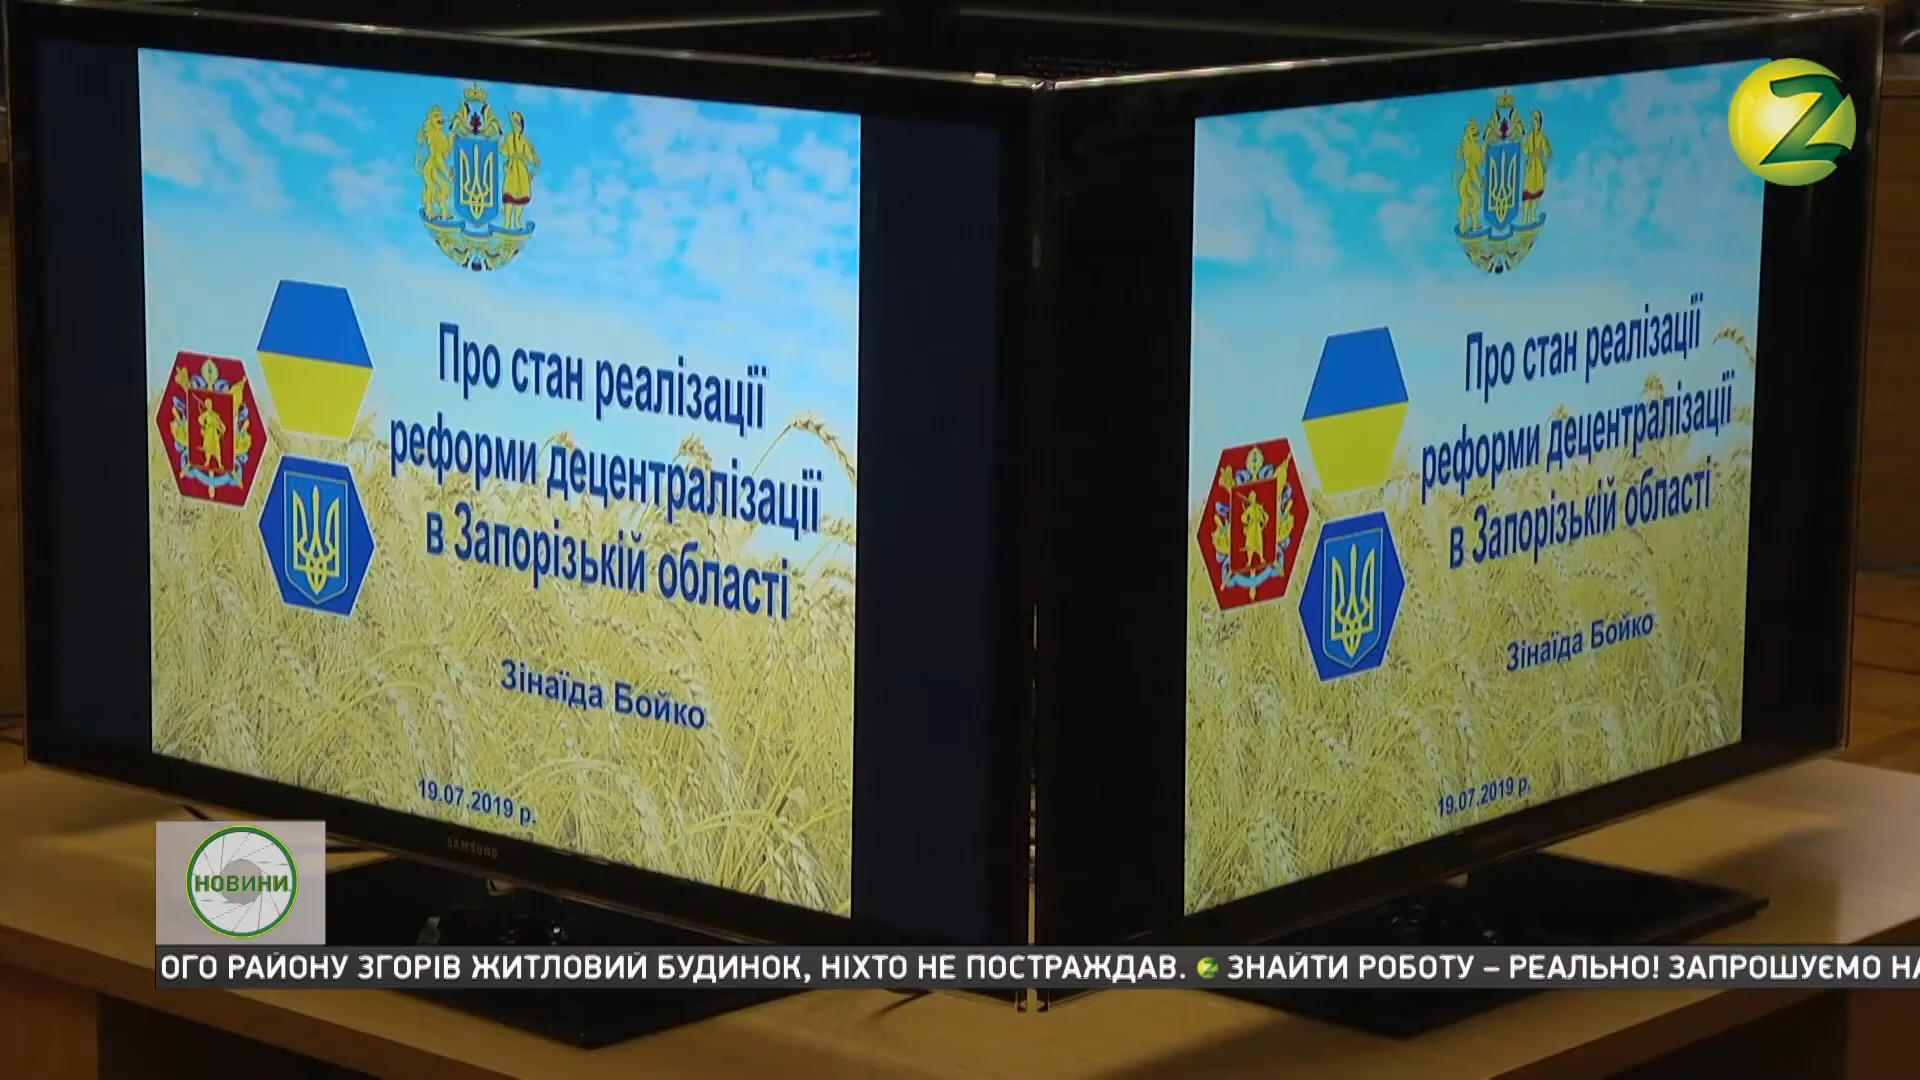 Про стан реалізації
реформи децентралізації
в Запорізькій області
Зінаїда Бойко
19.07.2019 р.
SAMSUNG
Про стан реалізації
реформи децентралізації
в Запорізькій області
Зінаїда Бойко
19.07.2019 р.
Z
НОВИНИ
ОГО РАЙОНУ ЗГОРІВ ЖИТЛОВИЙ БУДИНОК, НІХТО НЕ ПОСТРАЖДАВ. Z ЗНАЙТИ РОБОТУ – РЕАЛЬНО! ЗАПРОШУЄМО НА